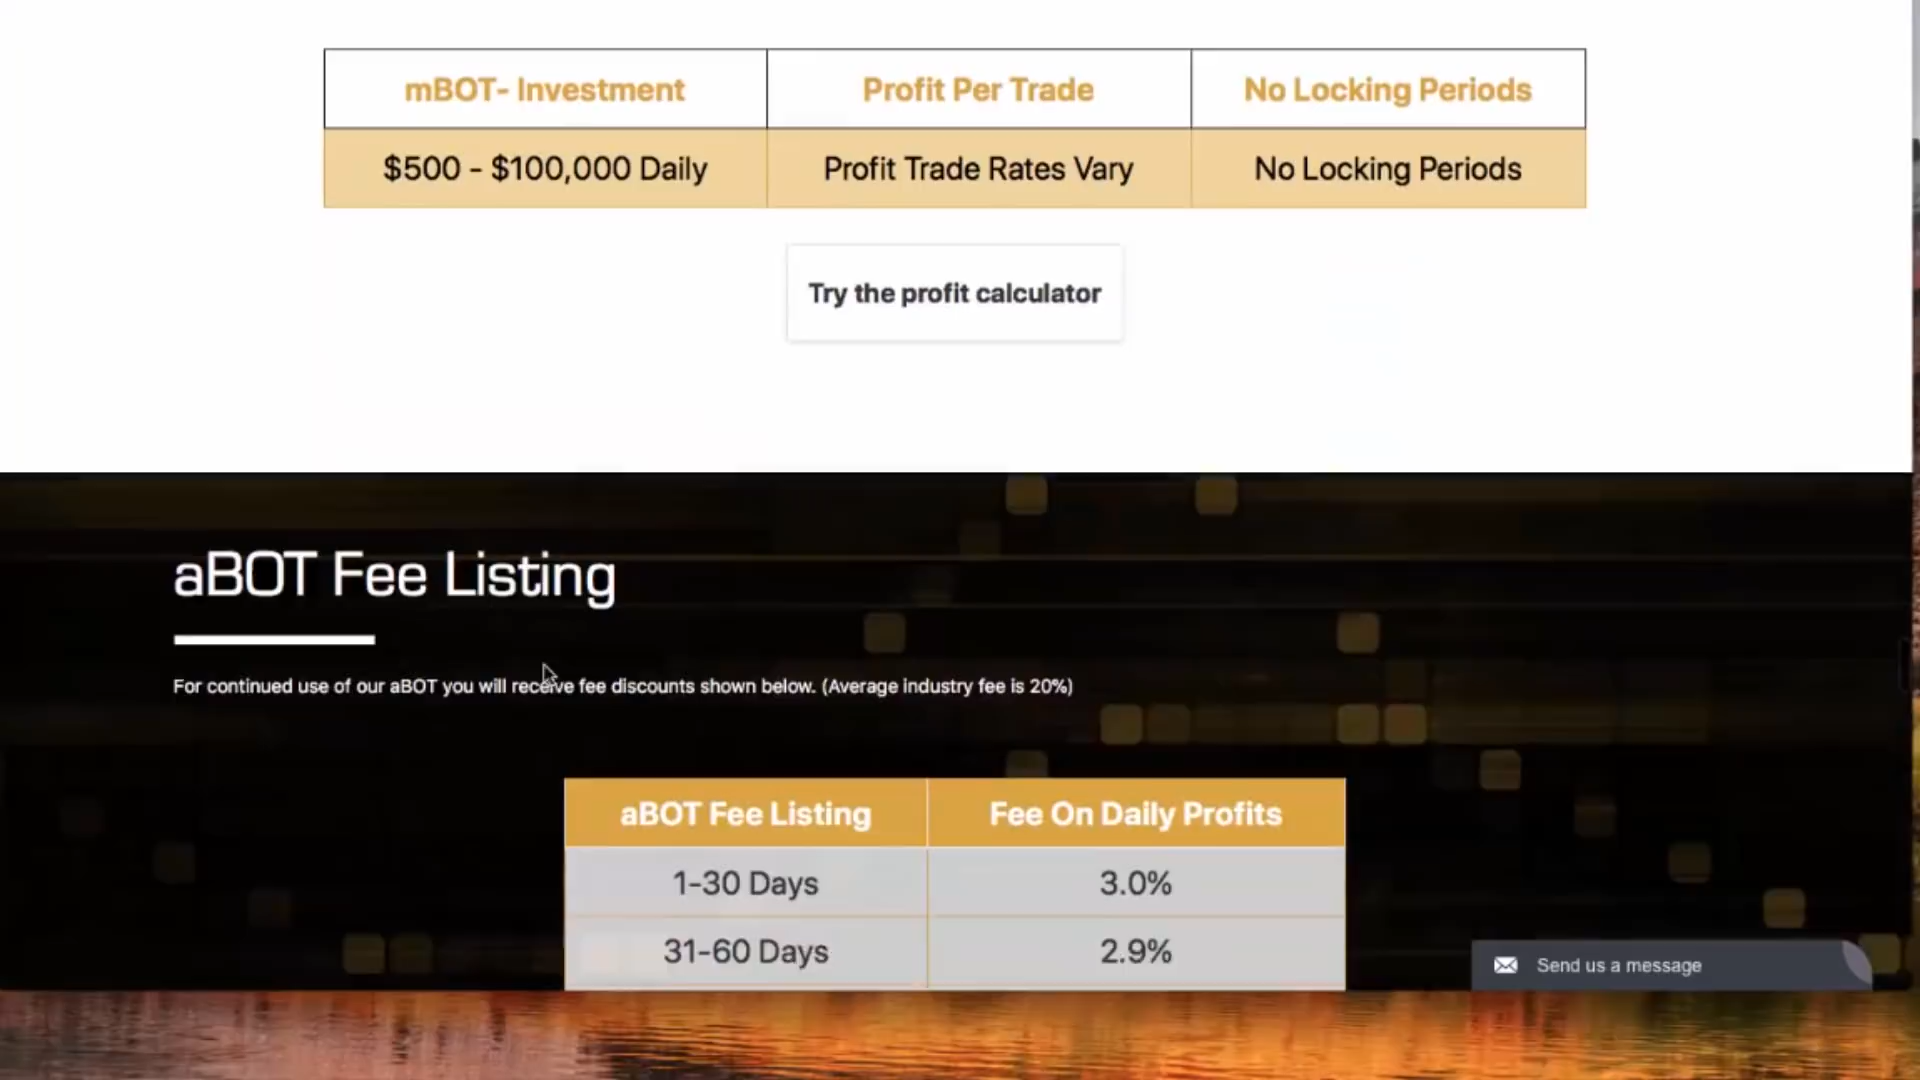 mBOT- Investment
Profit Per Trade
No Locking Periods
$500 - $100,000 Daily
Profit Trade Rates Vary
No Locking Periods
Try the profit calculator
aBOT Fee Listing
For continued use of our aBOT you will receive fee discounts shown below. (Average industry fee is 20%)
aBOT Fee Listing
Fee On Daily Profits
1-30 Days
3.0%
31-60 Days
2.9%
Send us a message